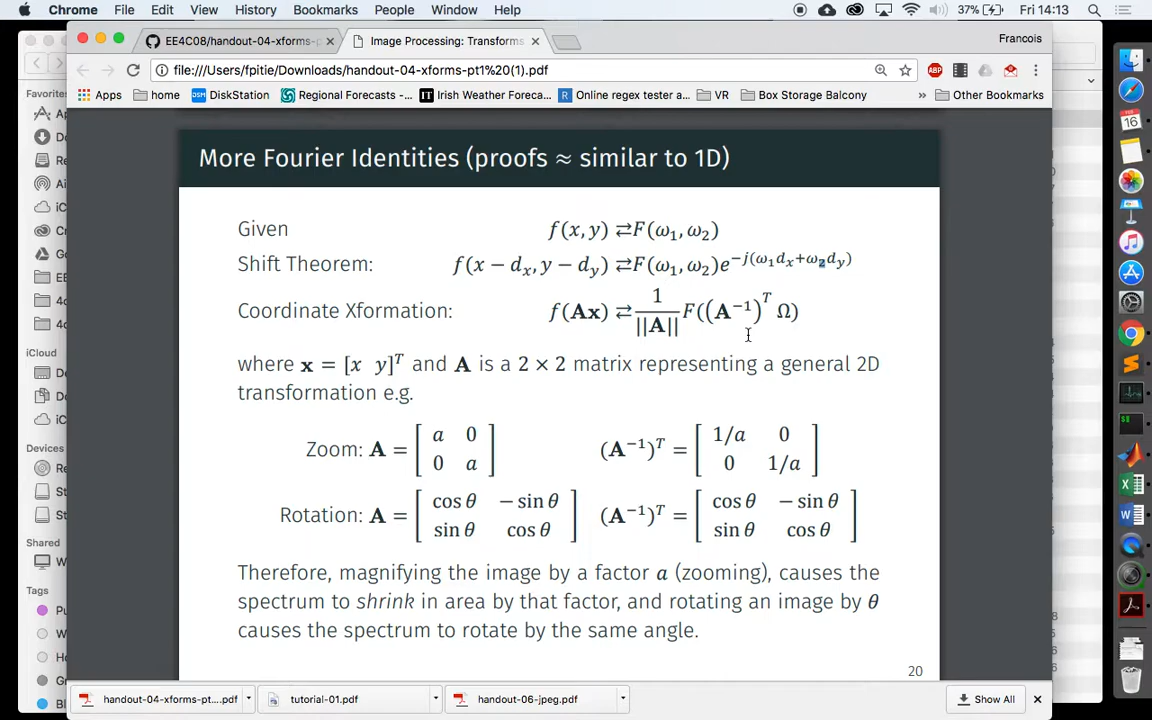 Chrome File Edit View History Bookmarks People Window Help 37% Fri 14:13
EE4C08/handout-04-xforms-p Image Processing: Transforms Francois
file:///Users/fpitie/Downloads/handout-04-xforms-pt1%20(1).pdf
Apps home DiskStation Regional Forecasts -... Irish Weather Foreca... Online regex tester a... VR Box Storage Balcony » Other Bookmarks
Favorites
iCloud
Devices
Shared
Tags
More Fourier Identities (proofs ≈ similar to 1D)
Given f(x, y) ⇄ F(ω₁, ω₂)
Shift Theorem: f(x − dₓ, y − d_y) ⇄ F(ω₁, ω₂)e^{−j(ω₁dₓ+ω₂d_y)}
Coordinate Xformation: f(Ax) ⇄ 1/||A|| F((A⁻¹)ᵀ Ω)
where x = [x y]ᵀ and A is a 2 × 2 matrix representing a general 2D
transformation e.g.
Zoom: A = [a 0; 0 a] (A⁻¹)ᵀ = [1/a 0; 0 1/a]
Rotation: A = [cos θ − sin θ; sin θ cos θ] (A⁻¹)ᵀ = [cos θ − sin θ; sin θ cos θ]
Therefore, magnifying the image by a factor a (zooming), causes the
spectrum to shrink in area by that factor, and rotating an image by θ
causes the spectrum to rotate by the same angle.
20
handout-04-xforms-pt....pdf tutorial-01.pdf handout-06-jpeg.pdf Show All